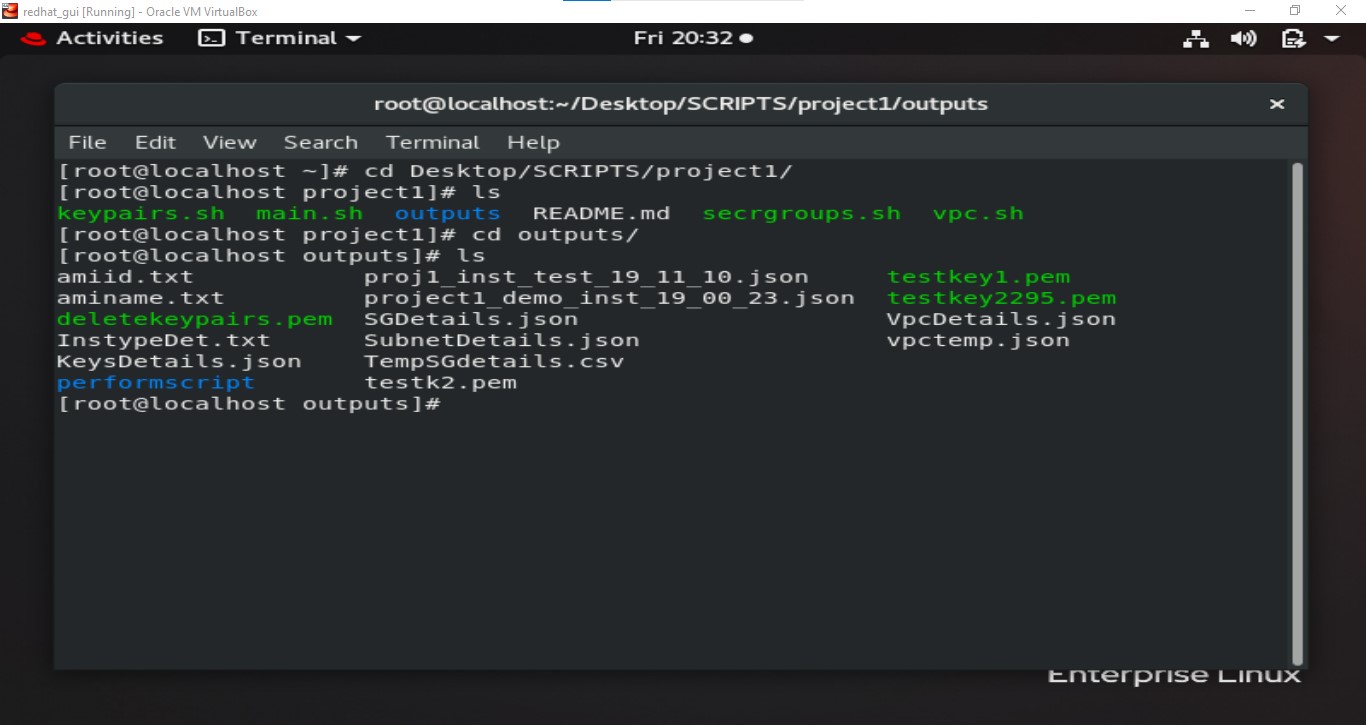 redhat_gui [Running] - Oracle VM VirtualBox
Activities Terminal Fri 20:32
root@localhost:~/Desktop/SCRIPTS/project1/outputs
File Edit View Search Terminal Help
[root@localhost ~]# cd Desktop/SCRIPTS/project1/
[root@localhost project1]# ls
keypairs.sh main.sh outputs README.md secrgroups.sh vpc.sh
[root@localhost project1]# cd outputs/
[root@localhost outputs]# ls
amiid.txt proj1_inst_test_19_11_10.json testkey1.pem
aminame.txt project1_demo_inst_19_00_23.json testkey2295.pem
deletekeypairs.pem SGDetails.json VpcDetails.json
InstypeDet.txt SubnetDetails.json vpctemp.json
KeysDetails.json TempSGdetails.csv
performscript testk2.pem
[root@localhost outputs]#
Enterprise Linux